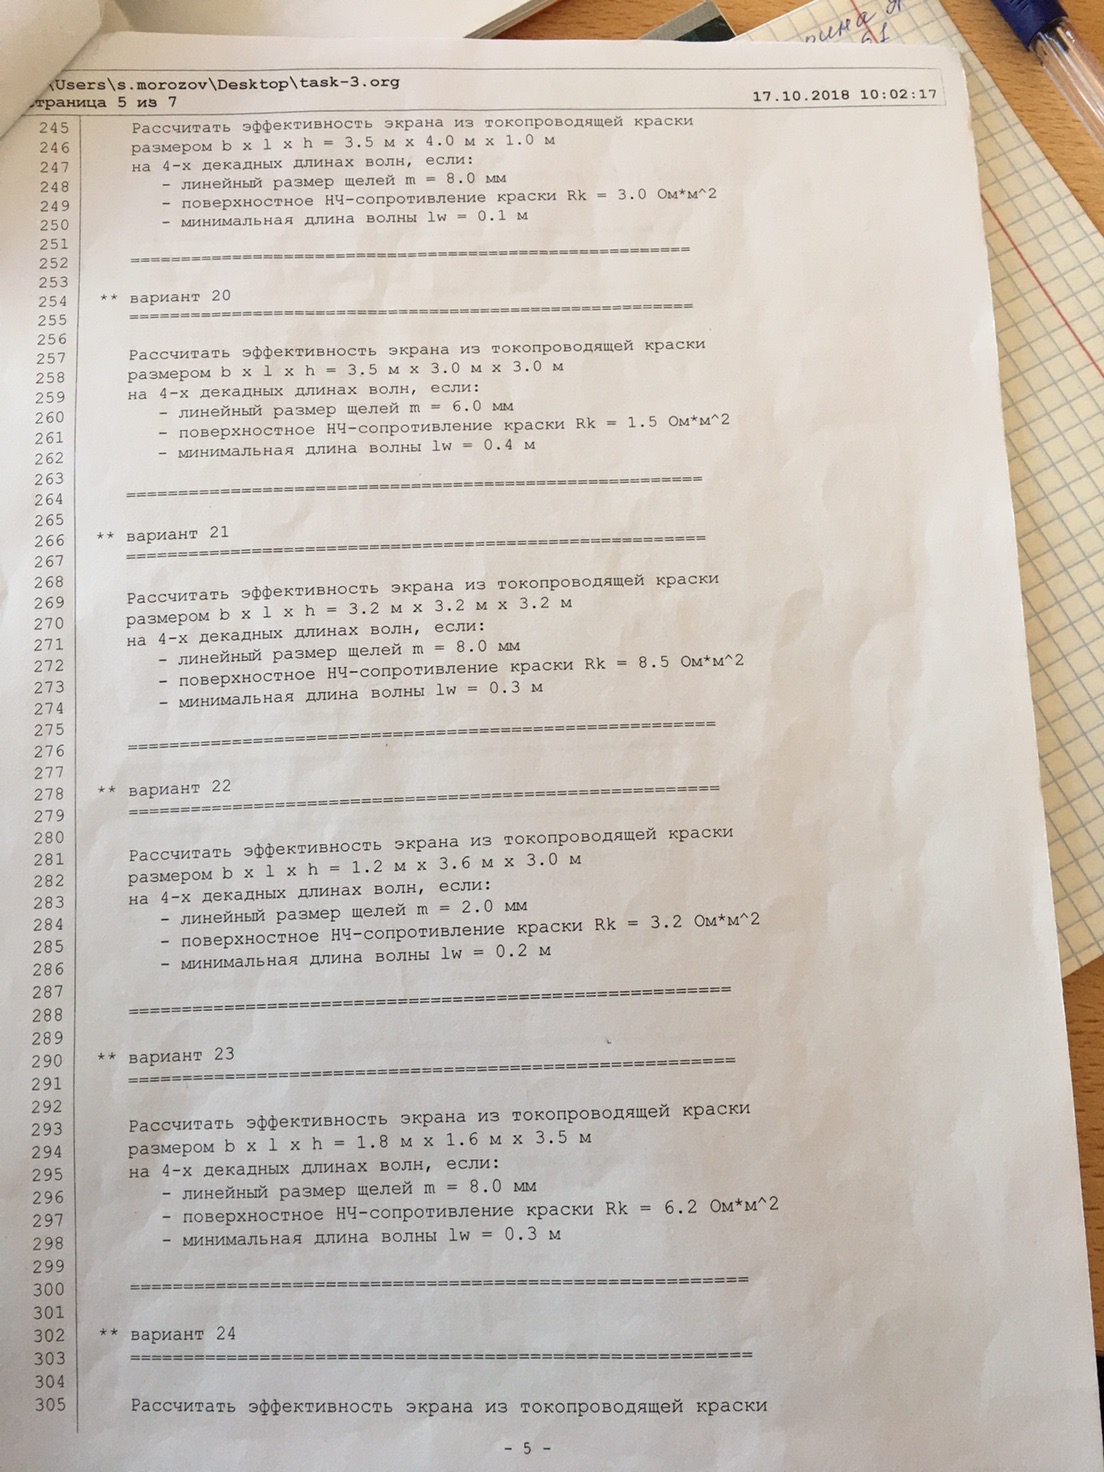 \Users\s.morozov\Desktop\task-3.org
траница 5 из 7
17.10.2018 10:02:17
245 Рассчитать эффективность экрана из токопроводящей краски
246 размером b x l x h = 3.5 м x 4.0 м x 1.0 м
247 на 4-х декадных длинах волн, если:
248 - линейный размер щелей m = 8.0 мм
249 - поверхностное НЧ-сопротивление краски Rk = 3.0 Ом*м^2
250 - минимальная длина волны lw = 0.1 м
251
252 ========================================================
253
254 ** вариант 20
255 ========================================================
256
257 Рассчитать эффективность экрана из токопроводящей краски
258 размером b x l x h = 3.5 м x 3.0 м x 3.0 м
259 на 4-х декадных длинах волн, если:
260 - линейный размер щелей m = 6.0 мм
261 - поверхностное НЧ-сопротивление краски Rk = 1.5 Ом*м^2
262 - минимальная длина волны lw = 0.4 м
263
264 ========================================================
265
266 ** вариант 21
267 ========================================================
268
269 Рассчитать эффективность экрана из токопроводящей краски
270 размером b x l x h = 3.2 м x 3.2 м x 3.2 м
271 на 4-х декадных длинах волн, если:
272 - линейный размер щелей m = 8.0 мм
273 - поверхностное НЧ-сопротивление краски Rk = 8.5 Ом*м^2
274 - минимальная длина волны lw = 0.3 м
275
276 ========================================================
277
278 ** вариант 22
279 ========================================================
280
281 Рассчитать эффективность экрана из токопроводящей краски
282 размером b x l x h = 1.2 м x 3.6 м x 3.0 м
283 на 4-х декадных длинах волн, если:
284 - линейный размер щелей m = 2.0 мм
285 - поверхностное НЧ-сопротивление краски Rk = 3.2 Ом*м^2
286 - минимальная длина волны lw = 0.2 м
287
288 ========================================================
289
290 ** вариант 23
291 ========================================================
292
293 Рассчитать эффективность экрана из токопроводящей краски
294 размером b x l x h = 1.8 м x 1.6 м x 3.5 м
295 на 4-х декадных длинах волн, если:
296 - линейный размер щелей m = 8.0 мм
297 - поверхностное НЧ-сопротивление краски Rk = 6.2 Ом*м^2
298 - минимальная длина волны lw = 0.3 м
299
300 ========================================================
301
302 ** вариант 24
303 ========================================================
304
305 Рассчитать эффективность экрана из токопроводящей краски
- 5 -